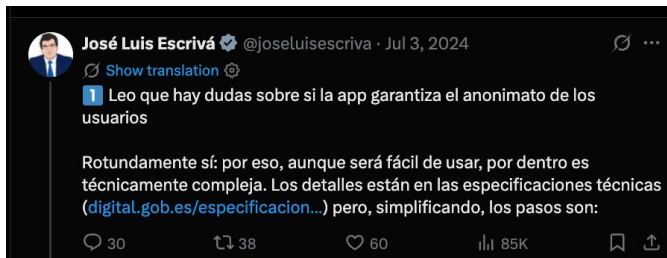 José Luis Escrivá @joseluisescriva · Jul 3, 2024
Show translation
1 Leo que hay dudas sobre si la app garantiza el anonimato de los
usuarios
Rotundamente sí: por eso, aunque será fácil de usar, por dentro es
técnicamente compleja. Los detalles están en las especificaciones técnicas
(digital.gob.es/especificacion...) pero, simplificando, los pasos son:
30 38 60 85K